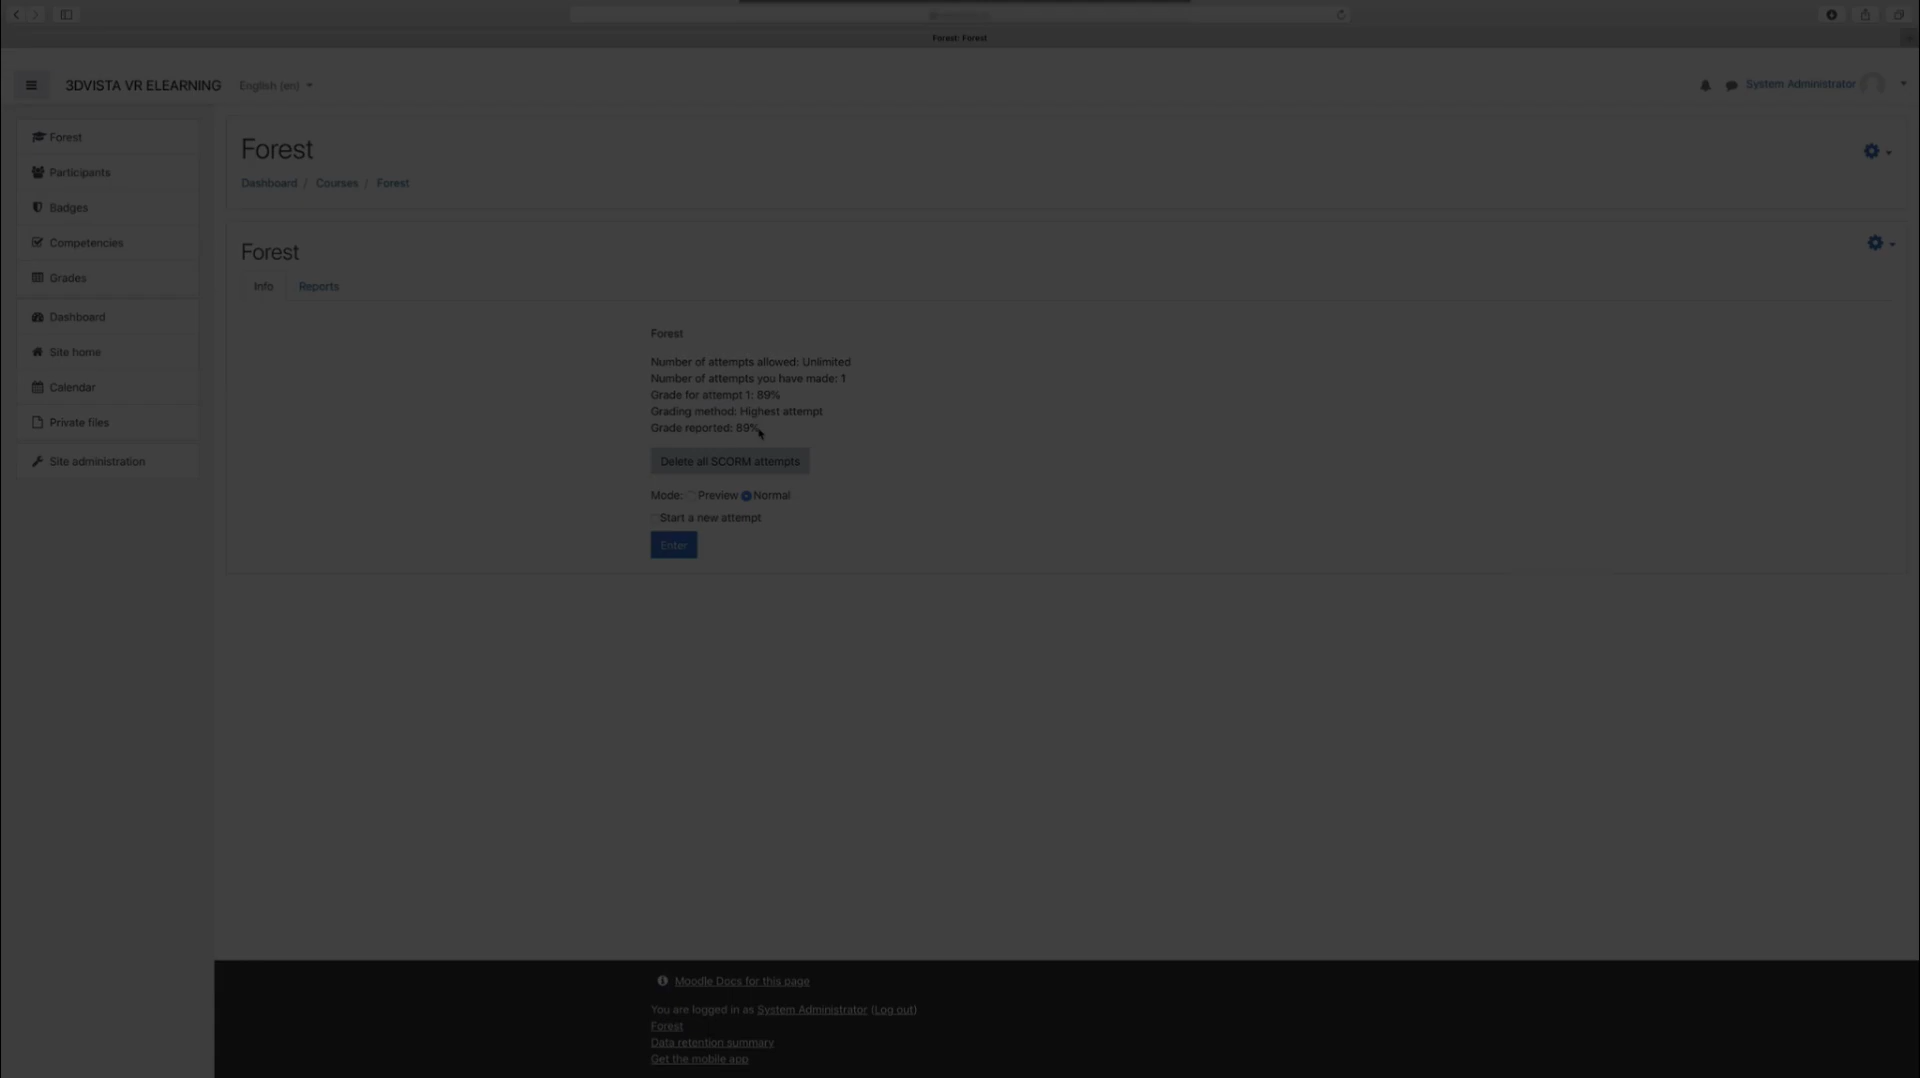 Forest: Forest
3DVISTA VR ELEARNING English (en)
System Administrator
Forest
Participants
Badges
Competencies
Grades
Dashboard
Site home
Calendar
Private files
Site administration
Forest
Dashboard / Courses / Forest
Forest
Info Reports
Forest
Number of attempts allowed: Unlimited
Number of attempts you have made: 1
Grade for attempt 1: 89%
Grading method: Highest attempt
Grade reported: 89%
Delete all SCORM attempts
Mode: Preview Normal
Start a new attempt
Enter
Moodle Docs for this page
You are logged in as System Administrator (Log out)
Forest
Data retention summary
Get the mobile app